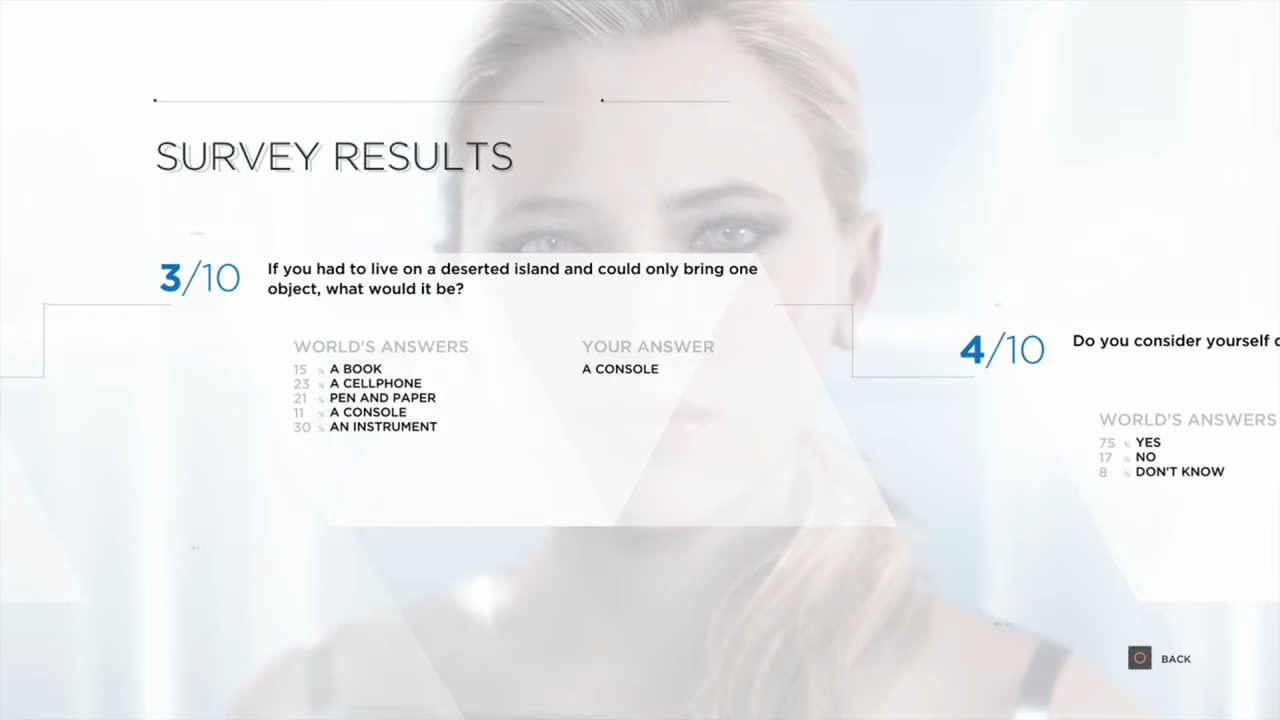 SURVEY RESULTS
3/10
If you had to live on a deserted island and could only bring one
object, what would it be?
WORLD'S ANSWERS
15 % A BOOK
23 % A CELLPHONE
21 % PEN AND PAPER
11 % A CONSOLE
30 % AN INSTRUMENT
YOUR ANSWER
A CONSOLE
4/10
Do you consider yourself
WORLD'S ANSWERS
75 % YES
17 % NO
8 % DON'T KNOW
BACK